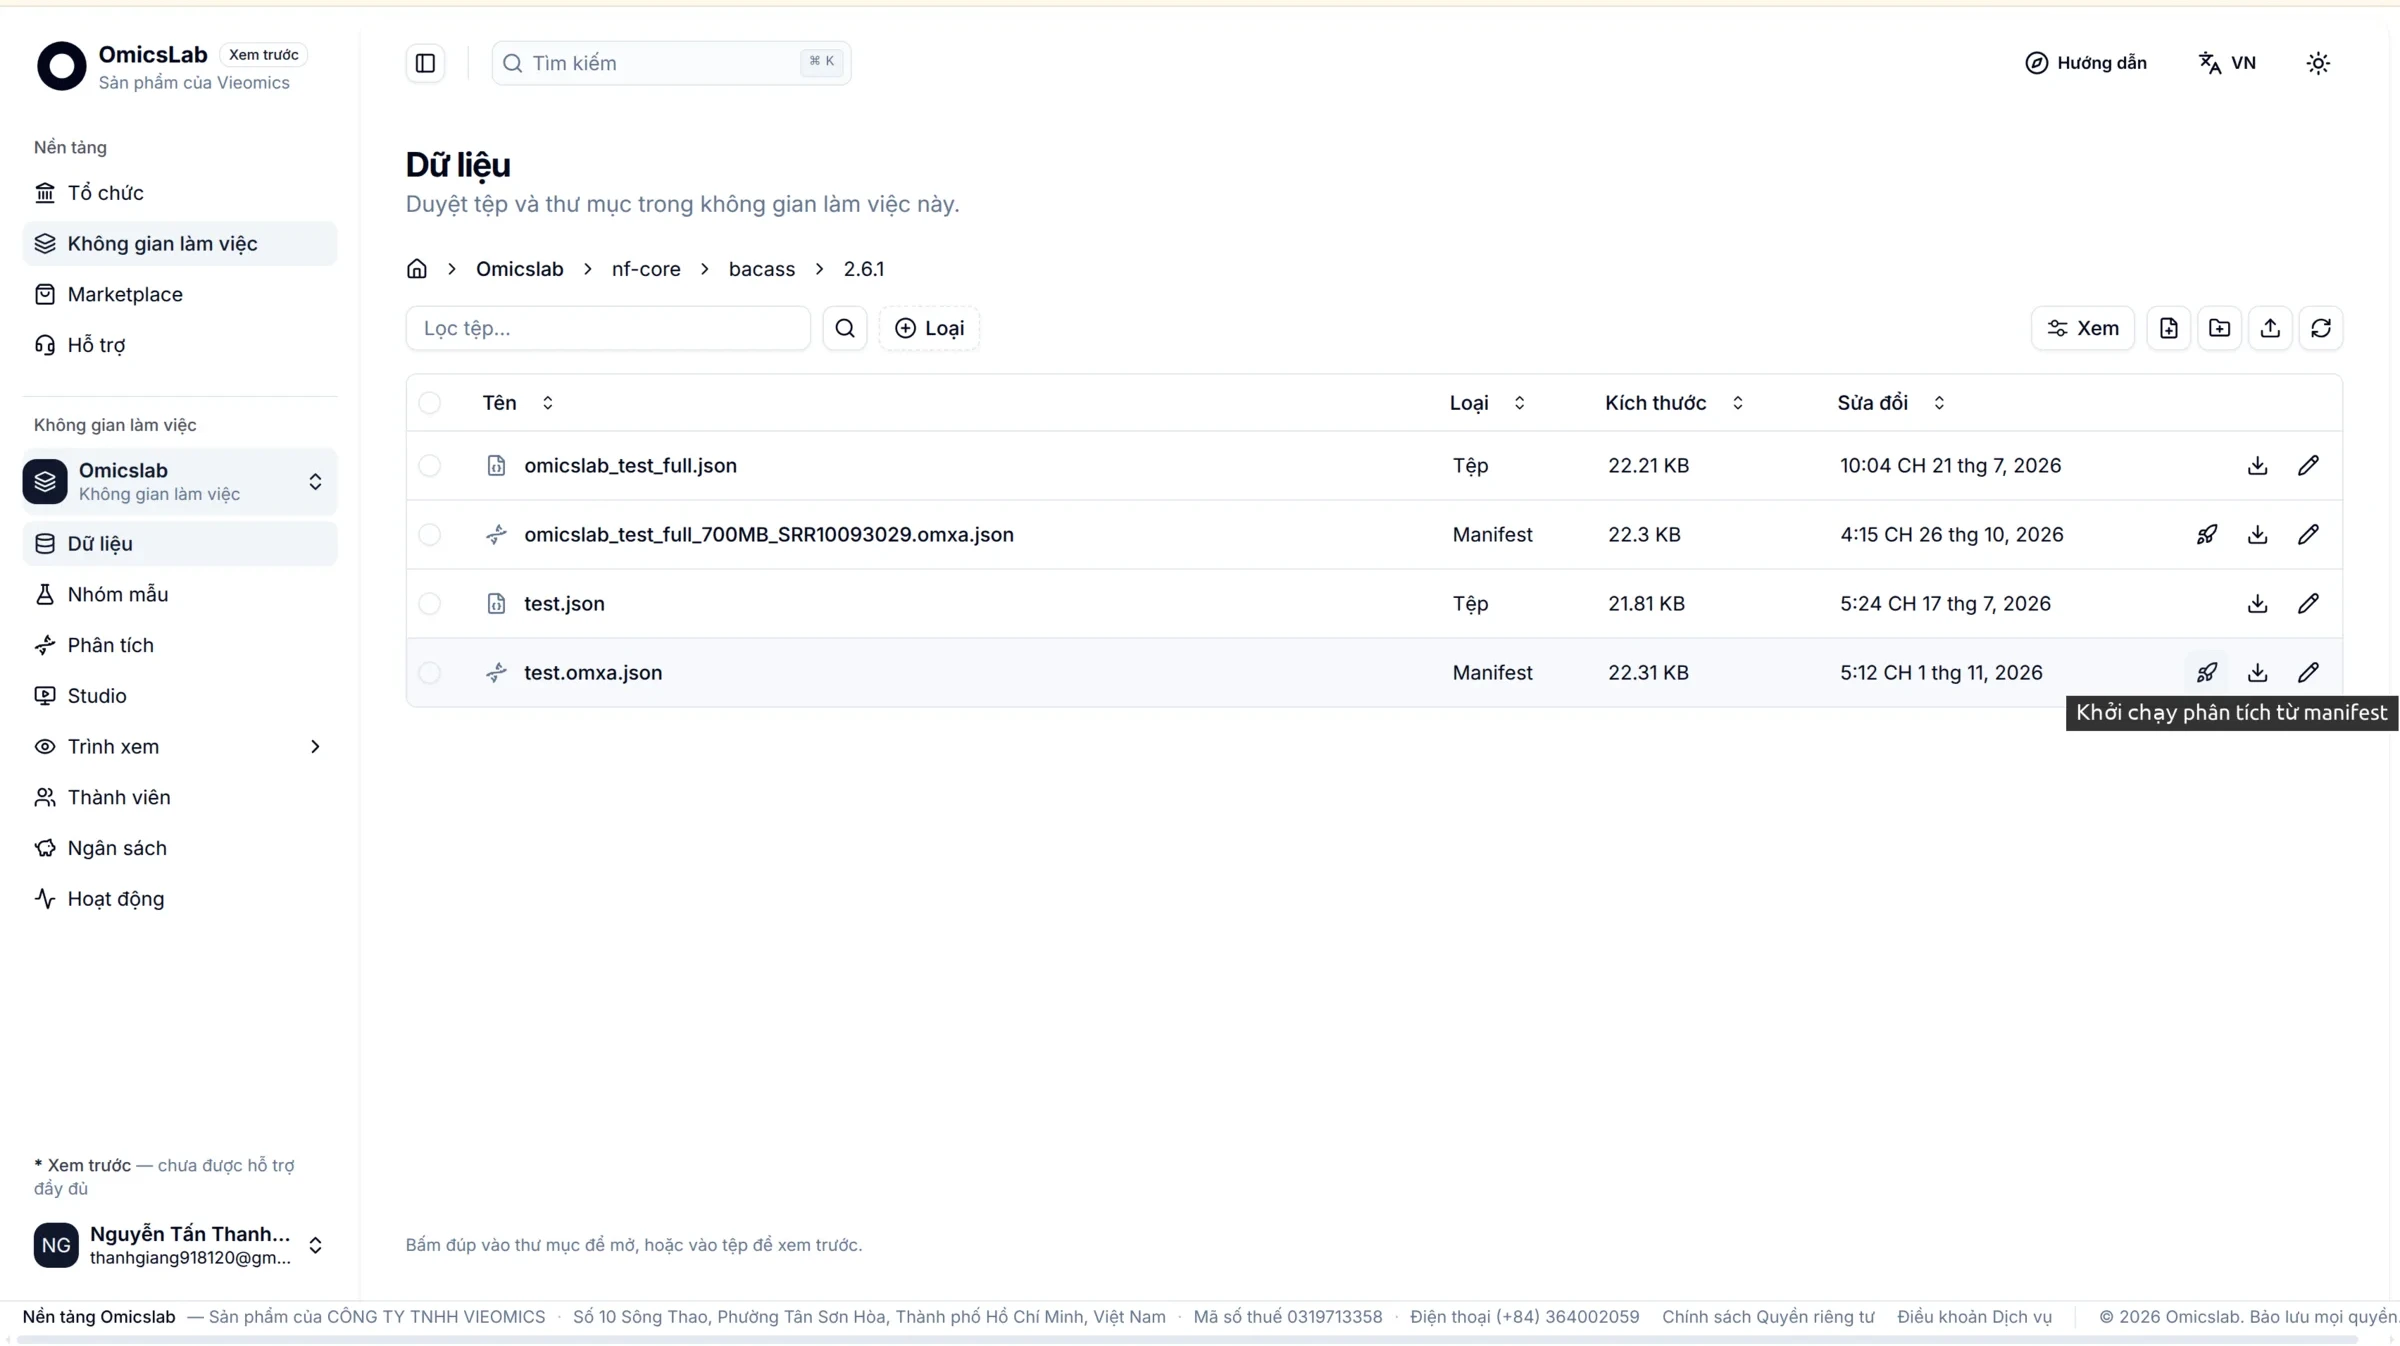 OmicsLab Xem trước
Sản phẩm của Vieomics
Tìm kiếm ⌘ K
Hướng dẫn
VN
Nền tảng
Tổ chức
Không gian làm việc
Marketplace
Hỗ trợ
Không gian làm việc
Omicslab
Không gian làm việc
Dữ liệu
Nhóm mẫu
Phân tích
Studio
Trình xem
Thành viên
Ngân sách
Hoạt động
* Xem trước — chưa được hỗ trợ
đầy đủ
NG
Nguyễn Tấn Thanh...
thanhgiang918120@gm...
Dữ liệu
Duyệt tệp và thư mục trong không gian làm việc này.
Omicslab > nf-core > bacass > 2.6.1
Lọc tệp...
Loại
Xem
Tên Loại Kích thước Sửa đổi
omicslab_test_full.json Tệp 22.21 KB 10:04 CH 21 thg 7, 2026
omicslab_test_full_700MB_SRR10093029.omxa.json Manifest 22.3 KB 4:15 CH 26 thg 10, 2026
test.json Tệp 21.81 KB 5:24 CH 17 thg 7, 2026
test.omxa.json Manifest 22.31 KB 5:12 CH 1 thg 11, 2026
Khởi chạy phân tích từ manifest
Bấm đúp vào thư mục để mở, hoặc vào tệp để xem trước.
Nền tảng Omicslab — Sản phẩm của CÔNG TY TNHH VIEOMICS · Số 10 Sông Thao, Phường Tân Sơn Hòa, Thành phố Hồ Chí Minh, Việt Nam · Mã số thuế 0319713358 · Điện thoại (+84) 364002059 Chính sách Quyền riêng tư Điều khoản Dịch vụ © 2026 Omicslab. Bảo lưu mọi quyền.